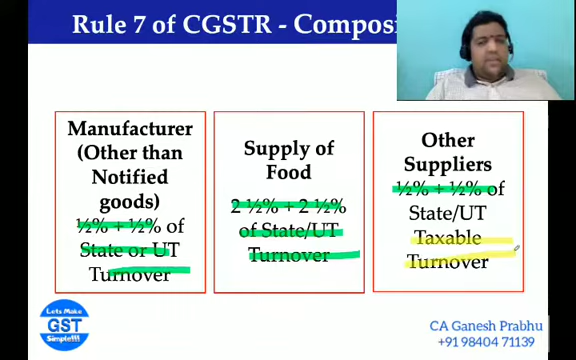 Rule 7 of CGSTR - Composi
Manufacturer
(Other than
Notified
goods)
½% + ½% of
State or UT
Turnover
Supply of
Food
2 ½% + 2 ½%
of State/UT
Turnover
Other
Suppliers
½% + ½% of
State/UT
Taxable
Turnover
Lets Make
GST
Simple!!!
CA Ganesh Prabhu
+91 98404 71139